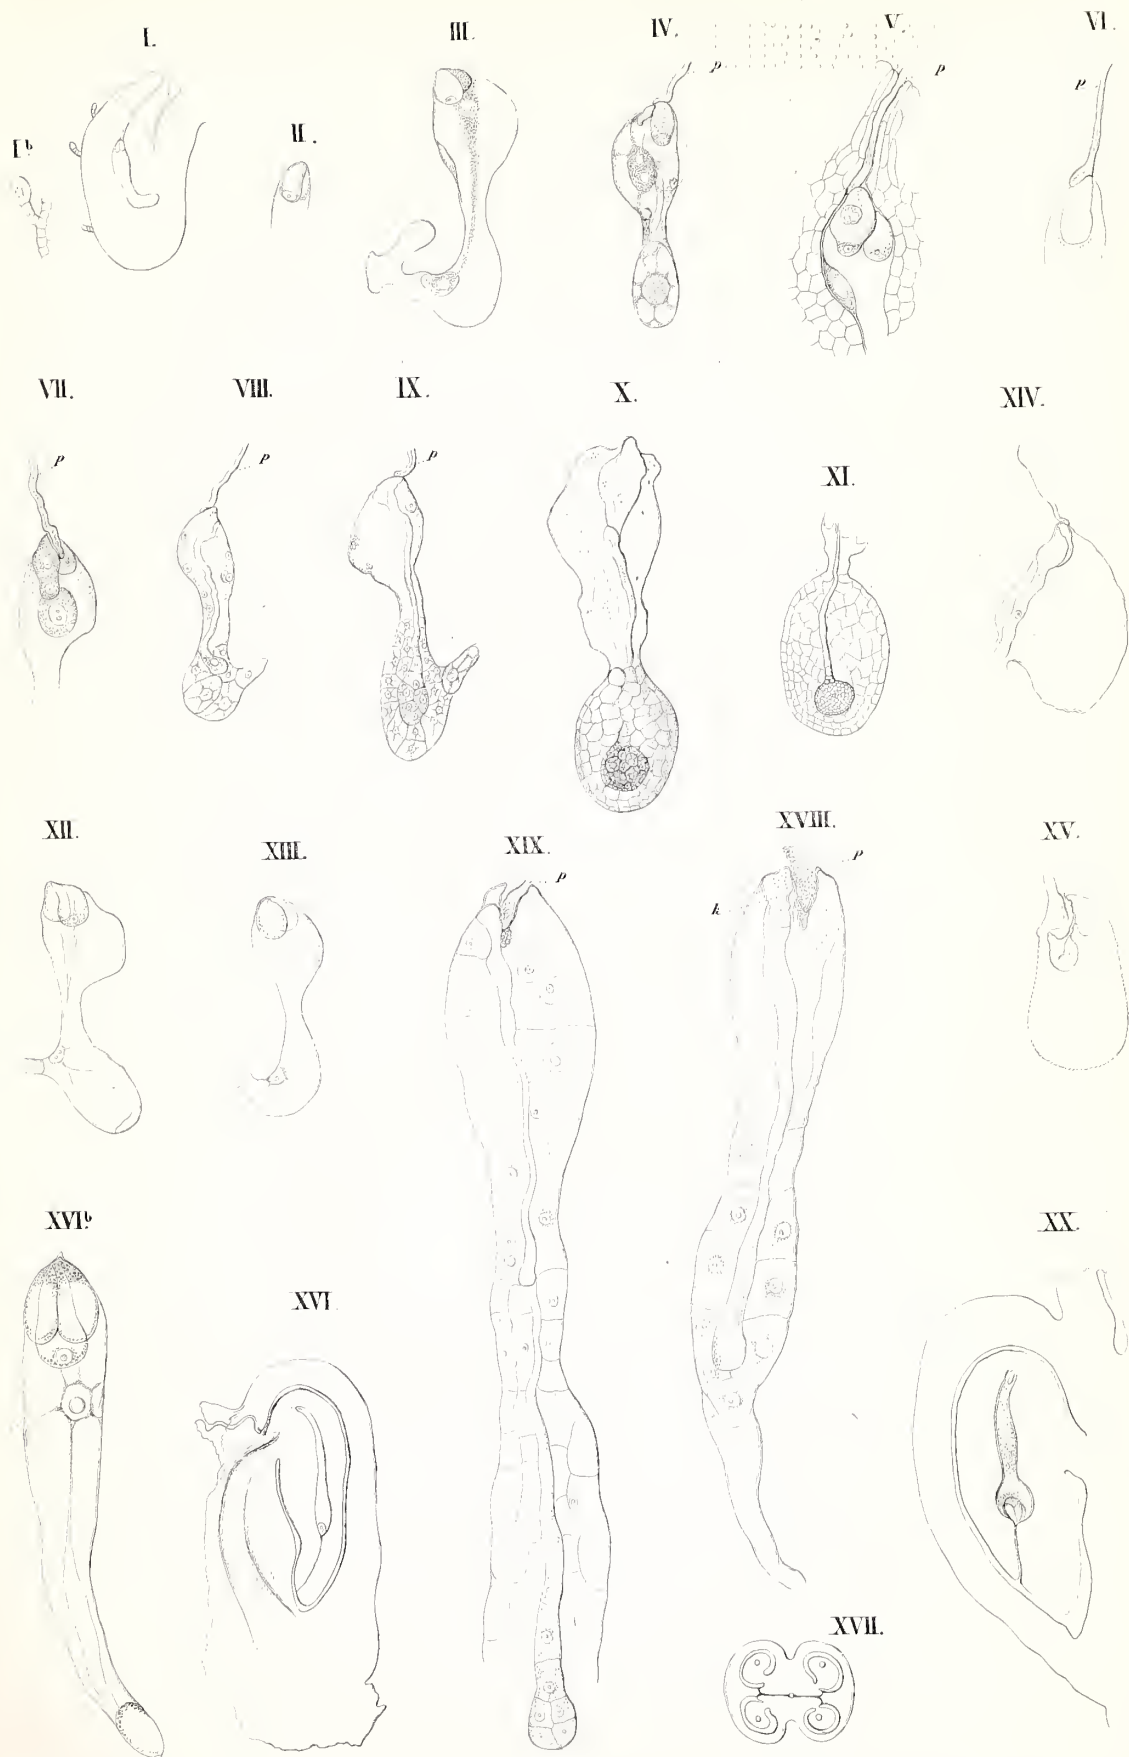 I.
III.
IV.
p
V.
p
VI.
p
I.b
II.
VII.
p
VIII.
p
IX.
p
X.
XI.
XIV.
XII.
XIII.
XIX.
p
XVIII.
p
k
XV.
XVI.b
XVI
XX.
XVII.